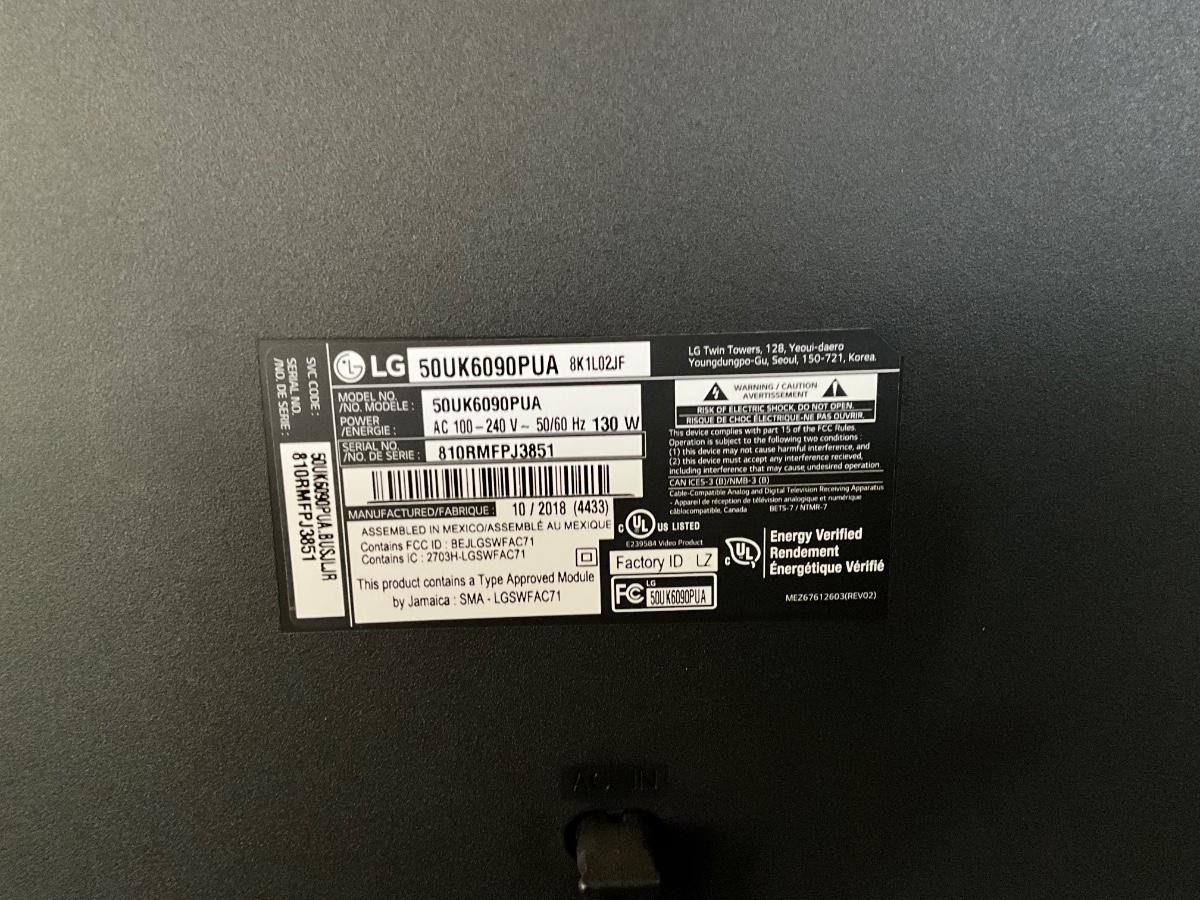 SVC CODE :
SERIAL NO.
/NO. DE SÉRIE :
50UK6090PUA.BUSJLJR
810RMFPJ3851
LG 50UK6090PUA 8K1L02JF
MODEL NO.
/NO. MODÈLE : 50UK6090PUA
POWER
/ÉNERGIE : AC 100-240 V~ 50/60 Hz 130 W
SERIAL NO.
/NO. DE SÉRIE : 810RMFPJ3851
MANUFACTURED/FABRIQUÉ : 10 / 2018 (4433)
ASSEMBLED IN MEXICO/ASSEMBLÉ AU MEXIQUE
Contains FCC ID : BEJLGSWFAC71
Contains IC : 2703H-LGSWFAC71
This product contains a Type Approved Module
by Jamaica : SMA - LGSWFAC71
LG Twin Towers, 128, Yeoui-daero
Youngdungpo-Gu, Seoul, 150-721, Korea.
WARNING / CAUTION
AVERTISSEMENT
RISK OF ELECTRIC SHOCK, DO NOT OPEN
RISQUE DE CHOC ÉLECTRIQUE-NE PAS OUVRIR.
This device complies with part 15 of the FCC Rules.
Operation is subject to the following two conditions :
(1) this device may not cause harmful interference, and
(2) this device must accept any interference recieved,
including interference that may cause undesired operation.
CAN ICES-3 (B)/NMB-3 (B)
Cable-Compatible Analog and Digital Television Receiving Apparatus
- Appareil de réception de télévision analogique et numérique
câblocompatible, Canada BETS-7 / NTMR-7
c UL US LISTED
E239584 Video Product
Factory ID LZ
FC LG
50UK6090PUA
c UL
Energy Verified
Rendement
Énergétique Vérifié
MEZ67612603(REV02)
AC IN